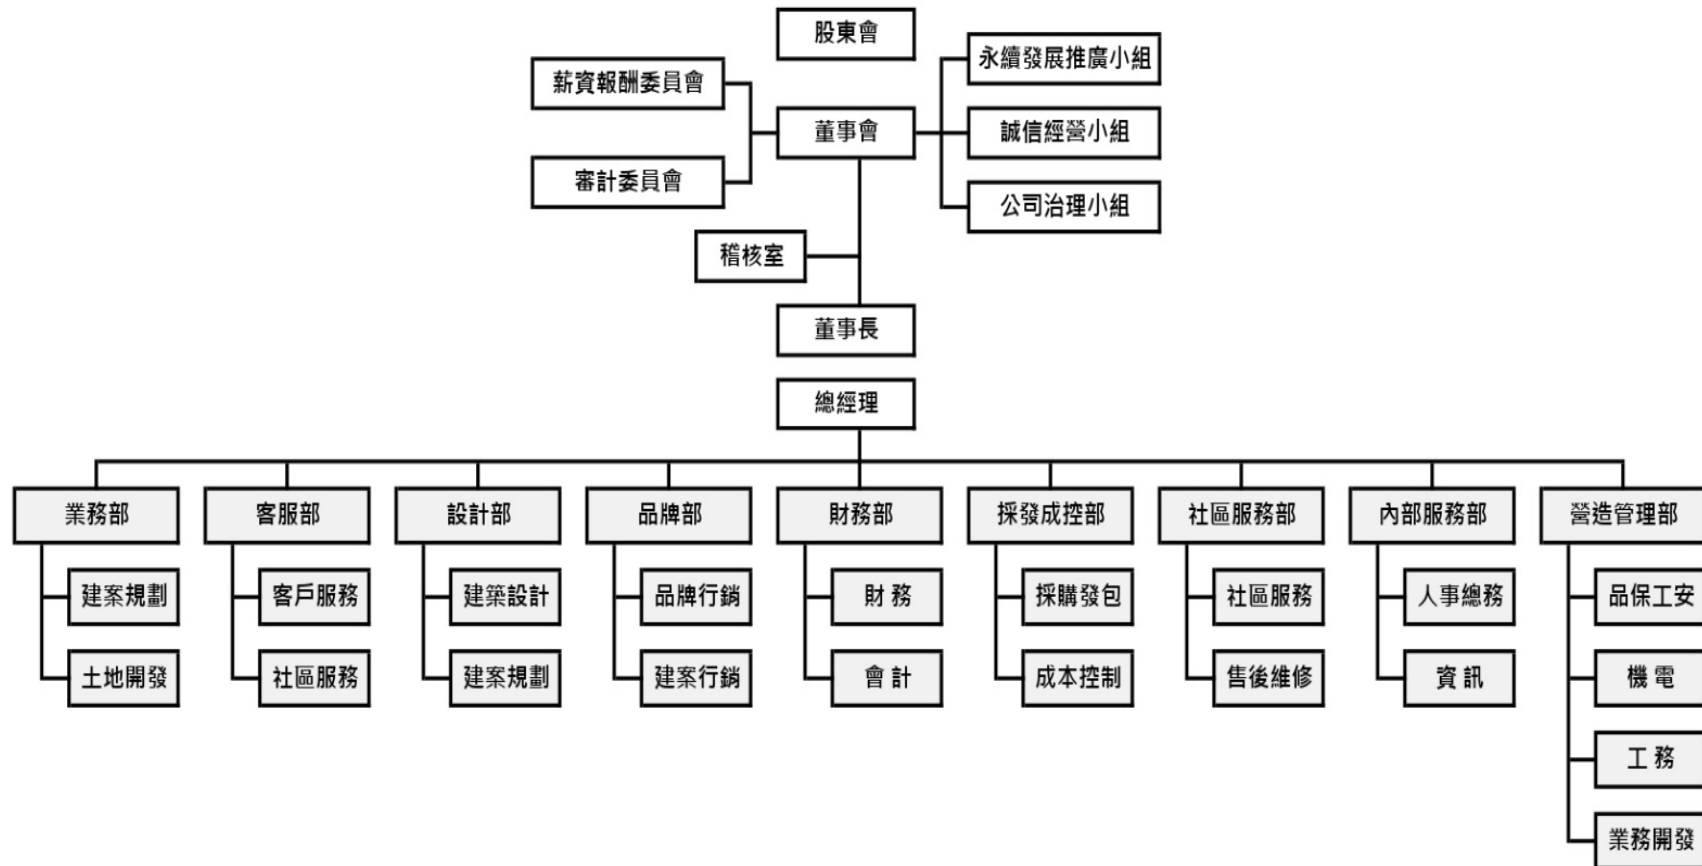 股東會
永續發展推廣小組
薪資報酬委員會
董事會
誠信經營小組
審計委員會
公司治理小組
稽核室
董事長
總經理
業務部
客服部
設計部
品牌部
財務部
採發成控部
社區服務部
內部服務部
營造管理部
建案規劃
客戶服務
建築設計
品牌行銷
財 務
採購發包
社區服務
人事總務
品保工安
土地開發
社區服務
建案規劃
建案行銷
會 計
成本控制
售後維修
資 訊
機 電
工 務
業務開發